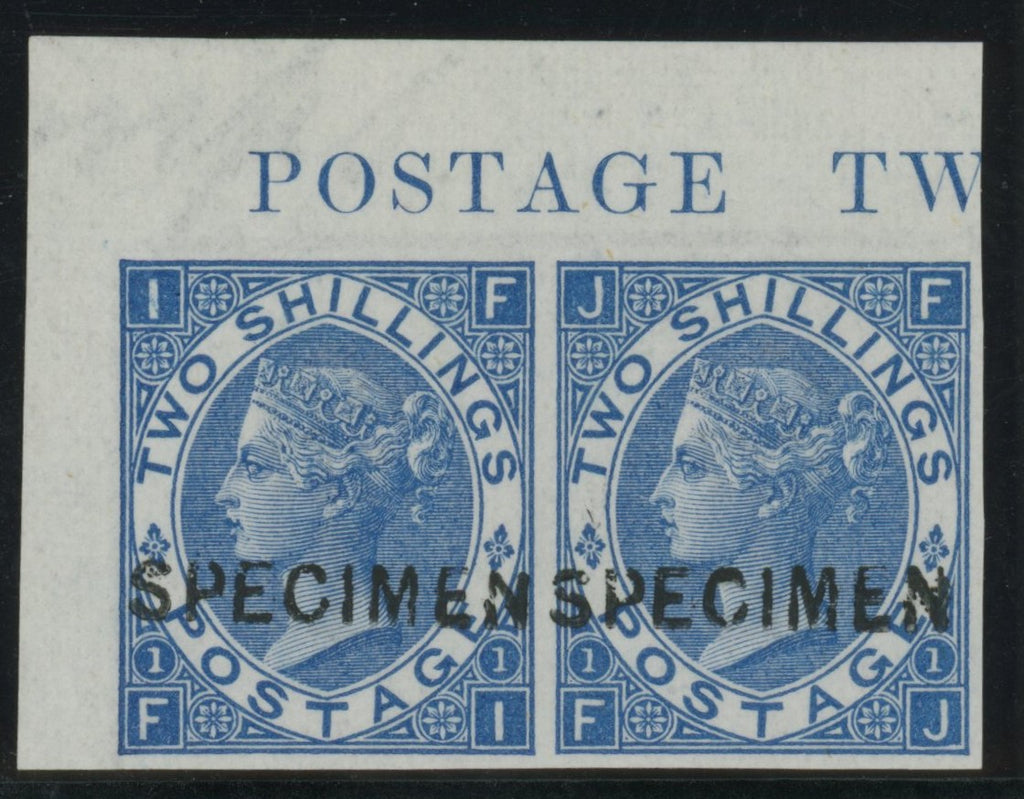 POSTAGE TW
I F J F
TWO SHILLINGS TWO SHILLINGS
SPECIMEN SPECIMEN
POSTAGE POSTAGE
1 1 1 1
F I F J